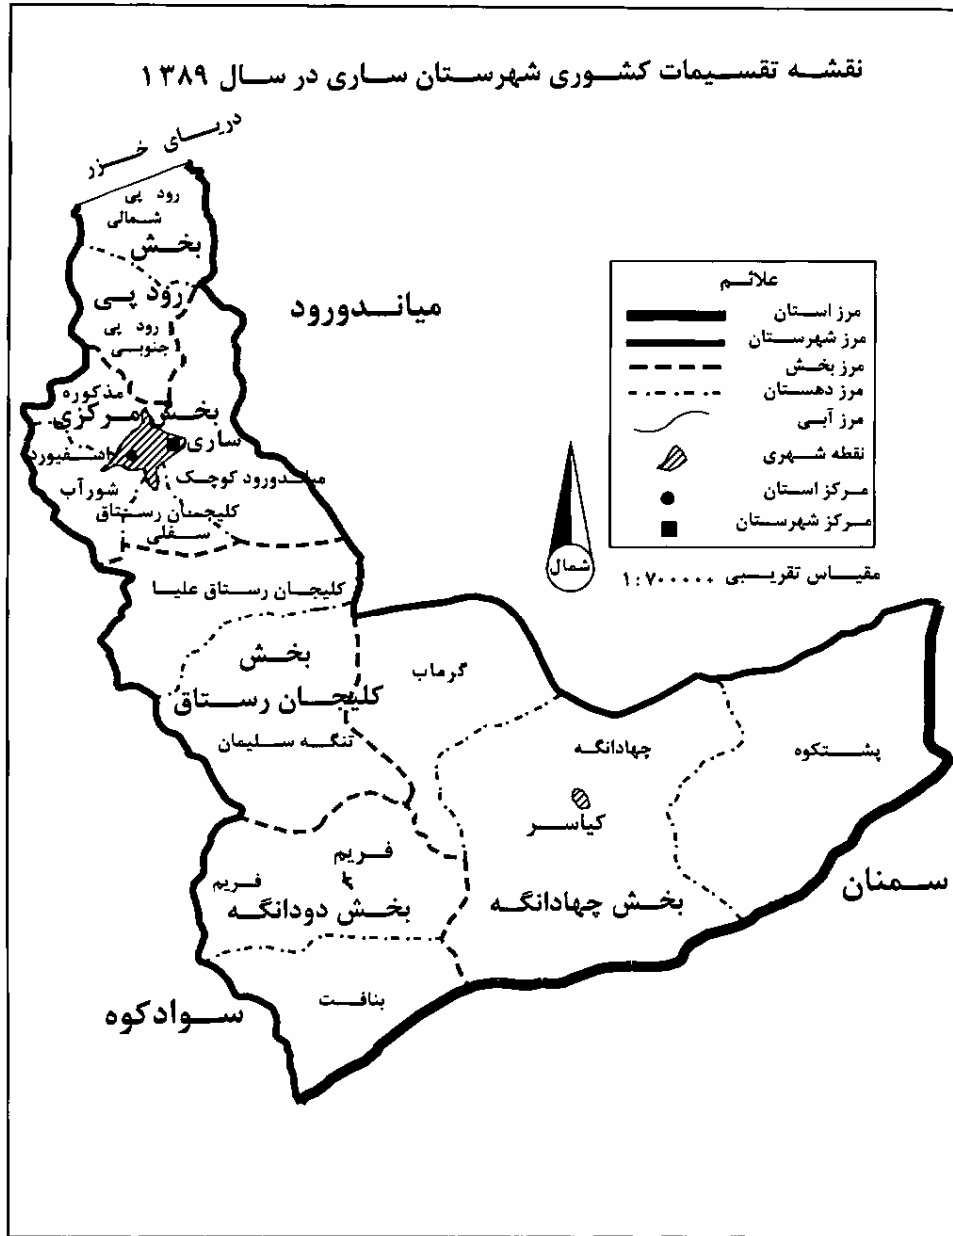 نقشه تقسیمات کشوری شهرستان ساری در سال ۱۳۸۹
دریای خزر
رود پی
شمالی
بخش
رود پی
رود پی
جنوبی
میاندورود
علائم
مرز استان
مرز شهرستان
مرز بخش
مرز دهستان
مرز آبی
نقطه شهری
مرکز استان
مرکز شهرستان
شمال
مقیاس تقریبی ۱:۷۰۰۰۰۰
مذکوره
بخش مرکزی
ساری
اسفیورد
میاندورود کوچک
شورآب
کلیجان رستاق
سفلی
کلیجان رستاق علیا
بخش
کلیجان رستاق
تنگه سلیمان
گرماب
چهادانگه
پشتکوه
کیاسر
بخش چهادانگه
سمنان
فریم
فریم
بخش دودانگه
بنافت
سوادکوه